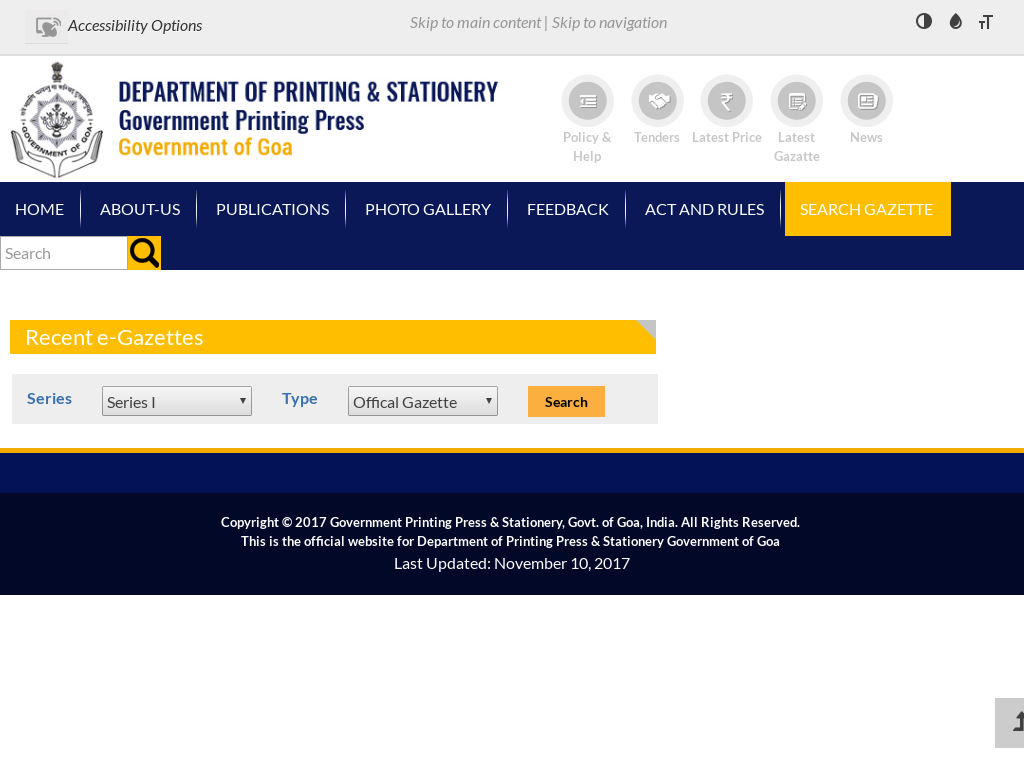 Accessibility Options
Skip to main content | Skip to navigation
DEPARTMENT OF PRINTING & STATIONERY
Government Printing Press
Government of Goa
Policy &
Help
Tenders
Latest Price
Latest
Gazatte
News
HOME
ABOUT-US
PUBLICATIONS
PHOTO GALLERY
FEEDBACK
ACT AND RULES
SEARCH GAZETTE
Search
Recent e-Gazettes
Series
Series I
Type
Offical Gazette
Search
Copyright © 2017 Government Printing Press & Stationery, Govt. of Goa, India. All Rights Reserved.
This is the official website for Department of Printing Press & Stationery Government of Goa
Last Updated: November 10, 2017